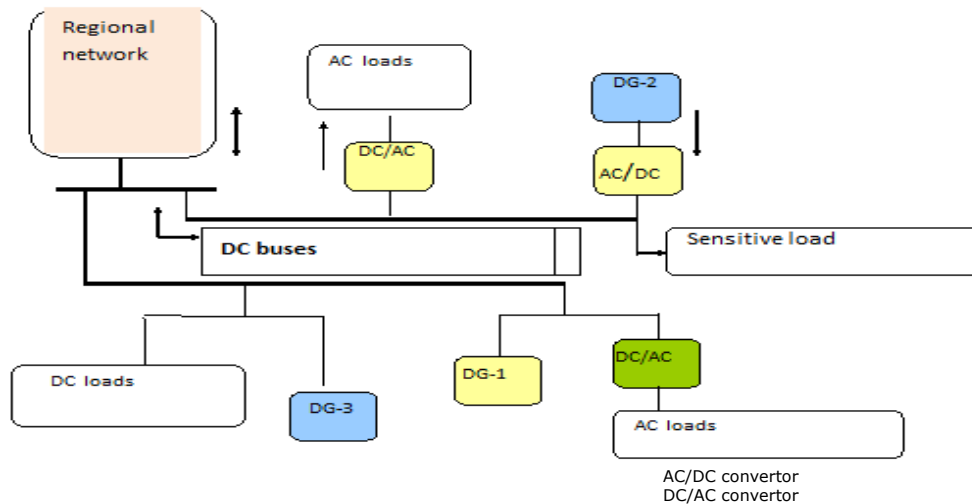 Regional
network
AC loads
DG-2
DC/AC
AC/DC
DC buses
Sensitive load
DC loads
DG-3
DG-1
DC/AC
AC loads
AC/DC convertor
DC/AC convertor